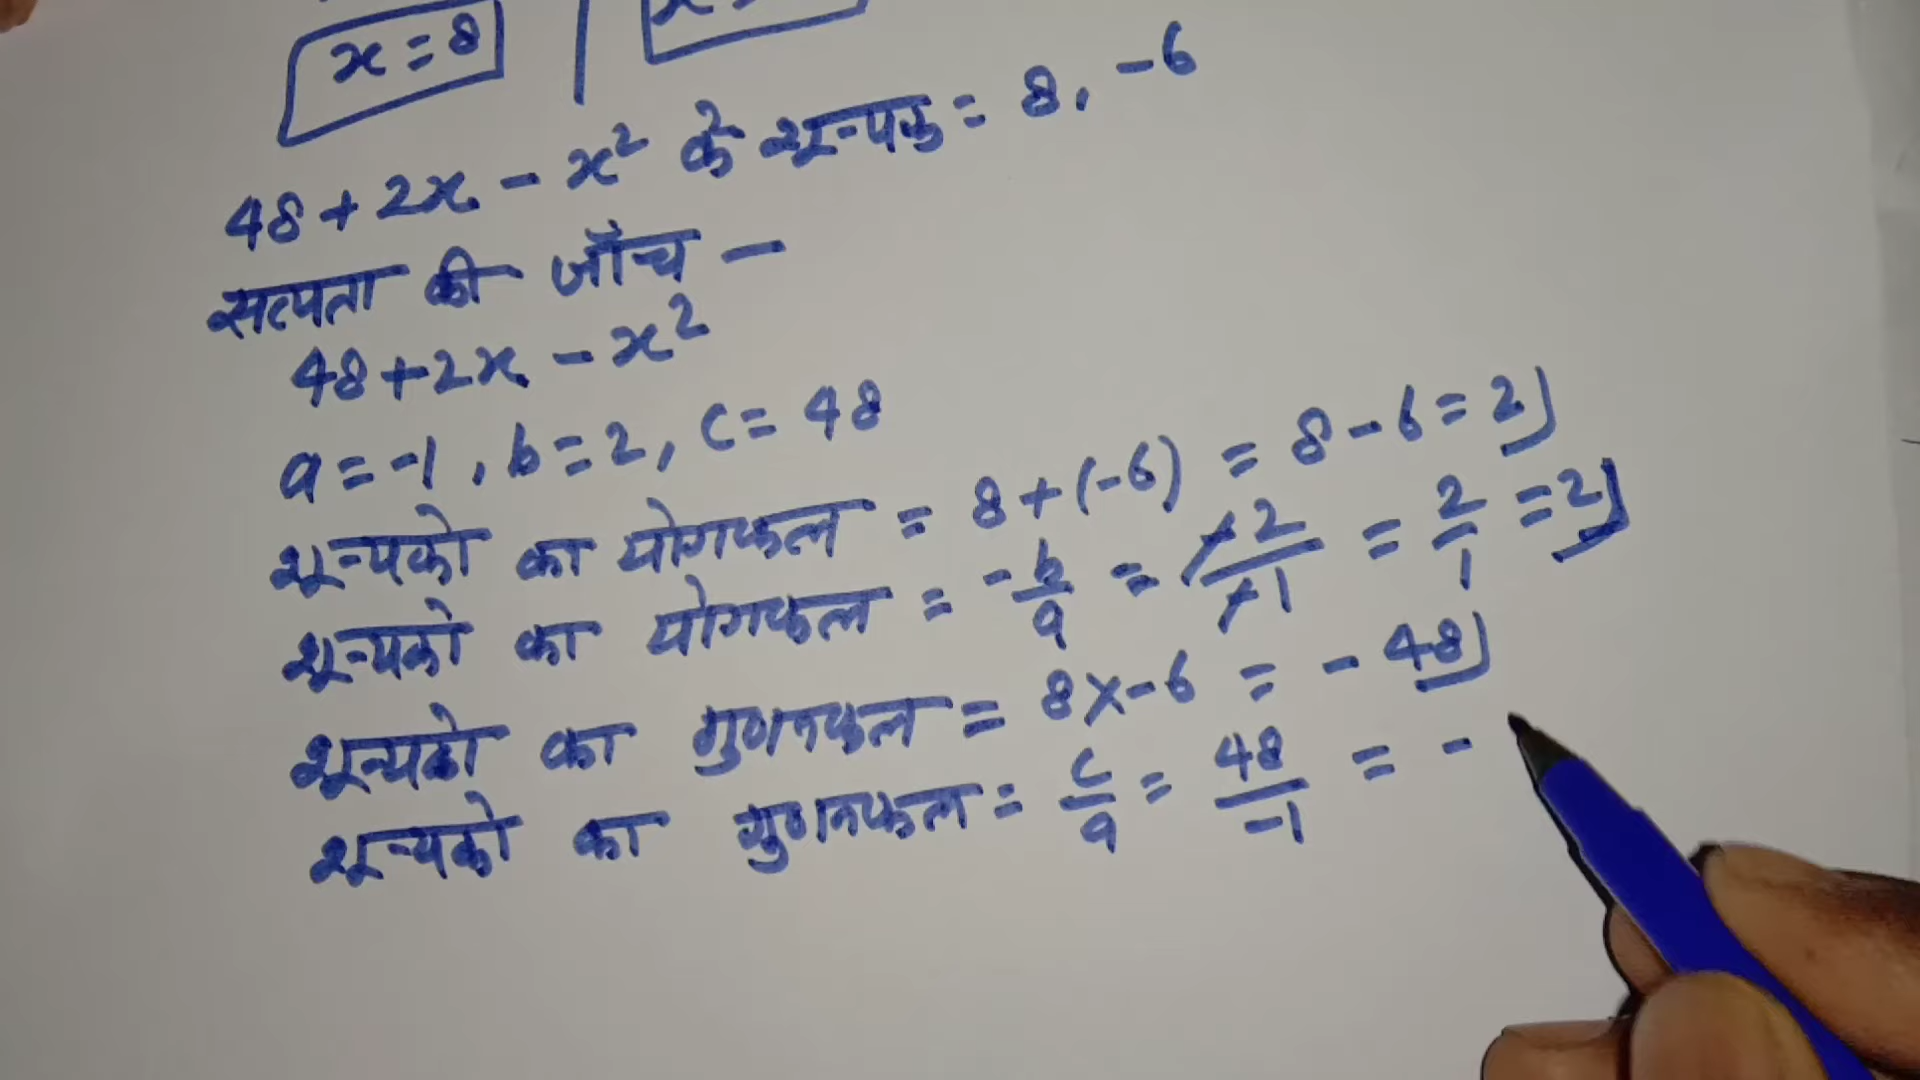 x = 8
48 + 2x - x² के शून्यक = 8, -6
सत्यता की जाँच -
48 + 2x - x²
a = -1, b = 2, c = 48
शून्यको का योगफल = 8 + (-6) = 8 - 6 = 2
शून्यको का योगफल = -b/a = -2/-1 = 2/1 = 2
शून्यको का गुणनफल = 8 x -6 = - 48
शून्यको का गुणनफल = c/a = 48/-1 = -